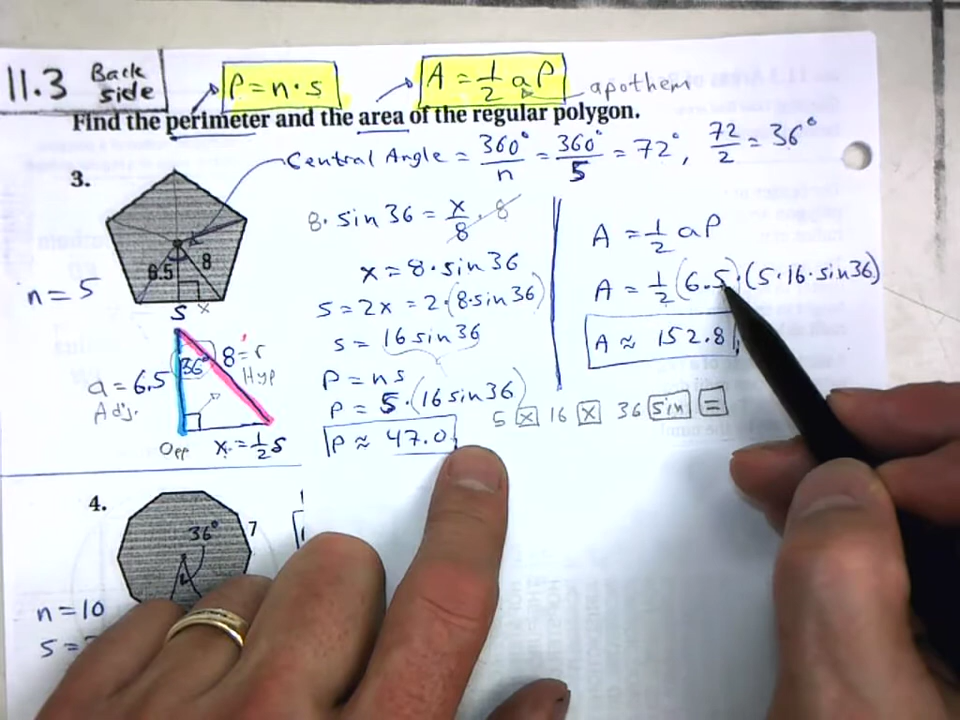 11.3 Back side
P = n·s
A = 1/2 aP
apothem
Find the perimeter and the area of the regular polygon.
Central Angle = 360°/n = 360°/5 = 72°, 72/2 = 36°
3.
6.5 8
n = 5
S x
36° 8 = r
Hyp
a = 6.5
Adj.
Opp x = 1/2 s
8· sin 36 = x/8 · 8
x = 8·sin 36
s = 2x = 2·(8·sin 36)
s = 16 sin 36
P = ns
P = 5·(16 sin 36)
P ≈ 47.0
A = 1/2 aP
A = 1/2 (6.5)·(5·16·sin 36)
A ≈ 152.8
5 × 16 × 36 sin =
4.
36° 7
n = 10
s =